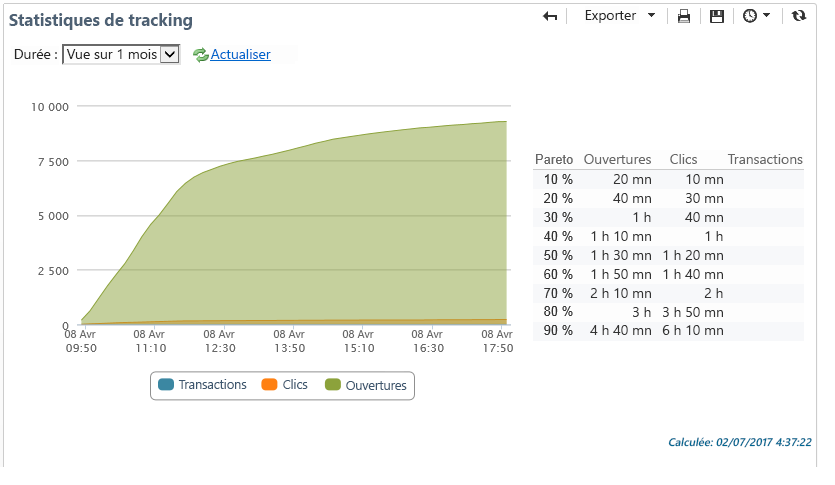 Statistiques de tracking
Exporter
Durée : Vue sur 1 mois Actualiser
10 000
7 500
5 000
2 500
0
08 Avr 08 Avr 08 Avr 08 Avr 08 Avr 08 Avr 08 Avr
09:50 11:10 12:30 13:50 15:10 16:30 17:50
Transactions Clics Ouvertures
Pareto Ouvertures Clics Transactions
10 % 20 mn 10 mn
20 % 40 mn 30 mn
30 % 1 h 40 mn
40 % 1 h 10 mn 1 h
50 % 1 h 30 mn 1 h 20 mn
60 % 1 h 50 mn 1 h 40 mn
70 % 2 h 10 mn 2 h
80 % 3 h 3 h 50 mn
90 % 4 h 40 mn 6 h 10 mn
Calculée: 02/07/2017 4:37:22